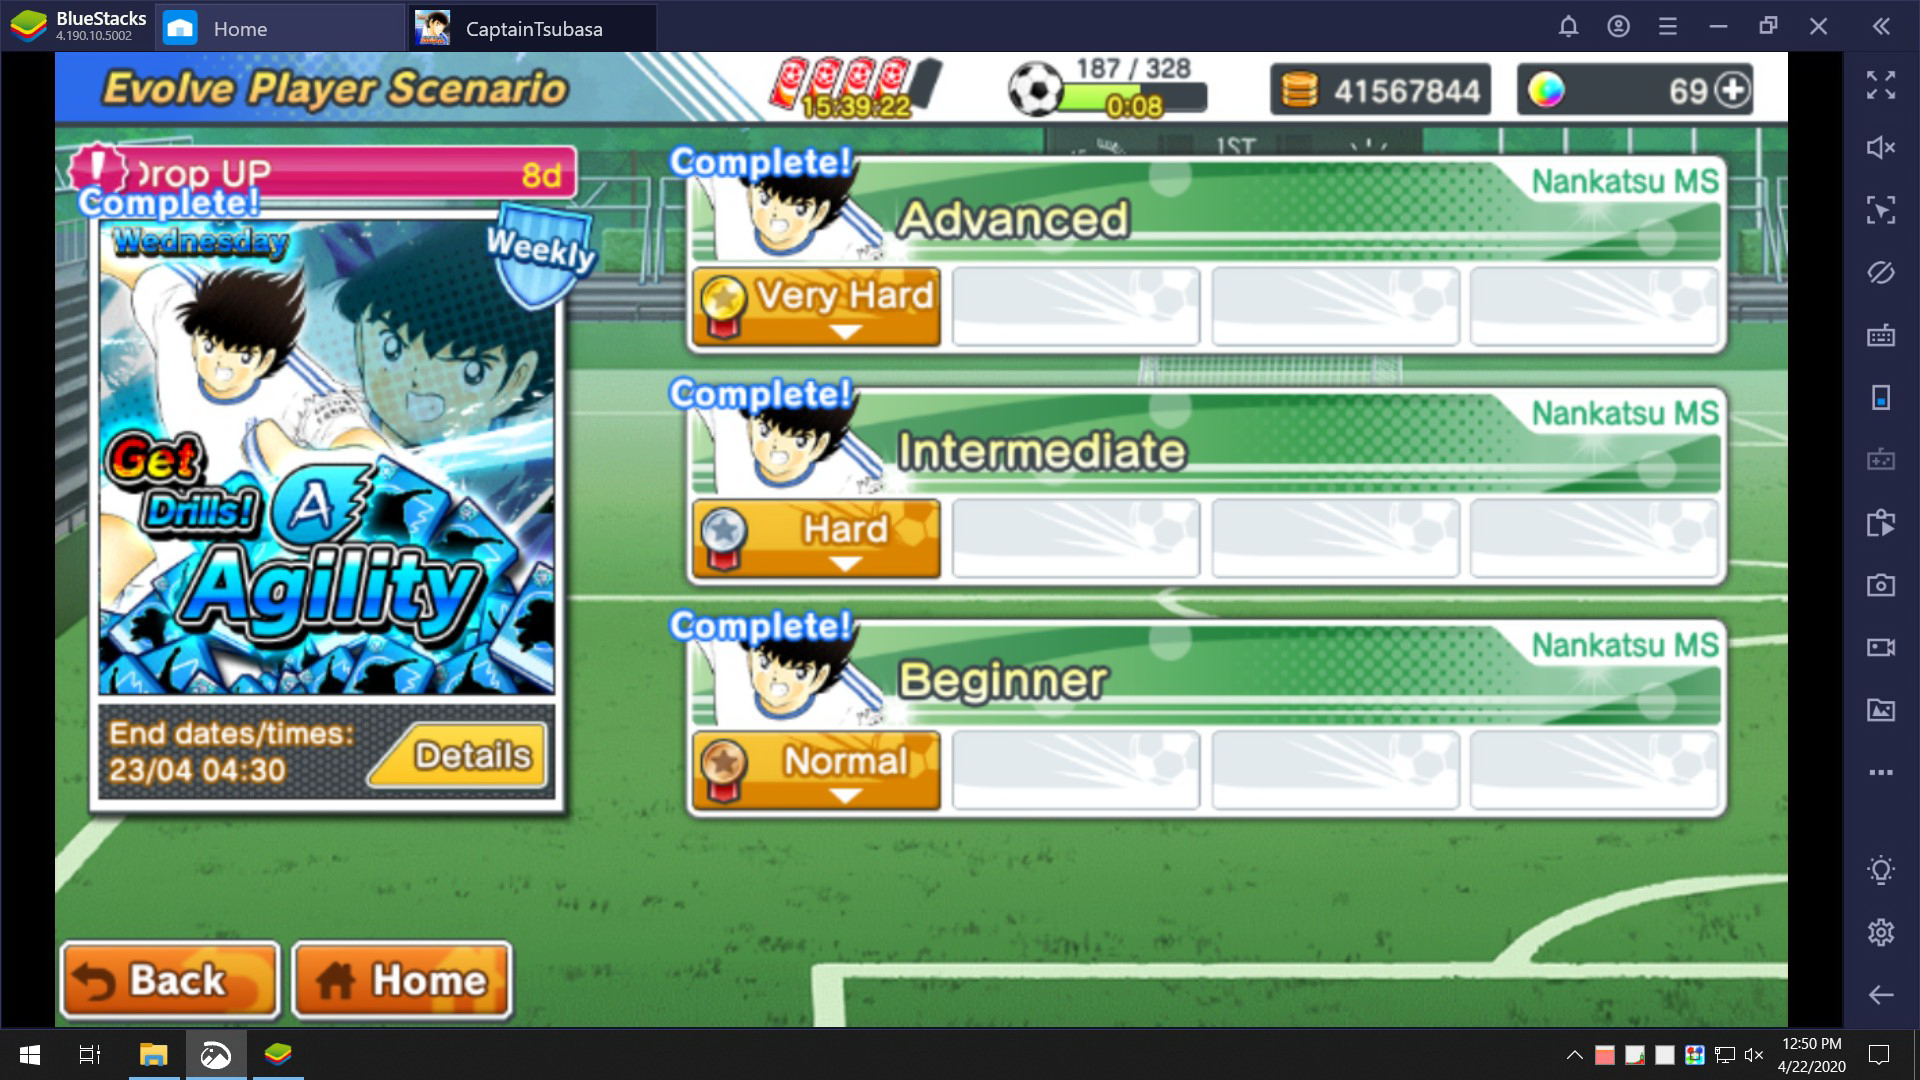 BlueStacks
4.190.10.5002
Home
CaptainTsubasa
Evolve Player Scenario
15:39:22
187 / 328
0:08
41567844
69
Drop UP
8d
Complete!
Wednesday
Weekly
Get
Drills!
A
Agility
End dates/times:
23/04 04:30
Details
1ST
Complete!
Nankatsu MS
Advanced
Very Hard
Complete!
Nankatsu MS
Intermediate
Hard
Complete!
Nankatsu MS
Beginner
Normal
Back
Home
12:50 PM
4/22/2020